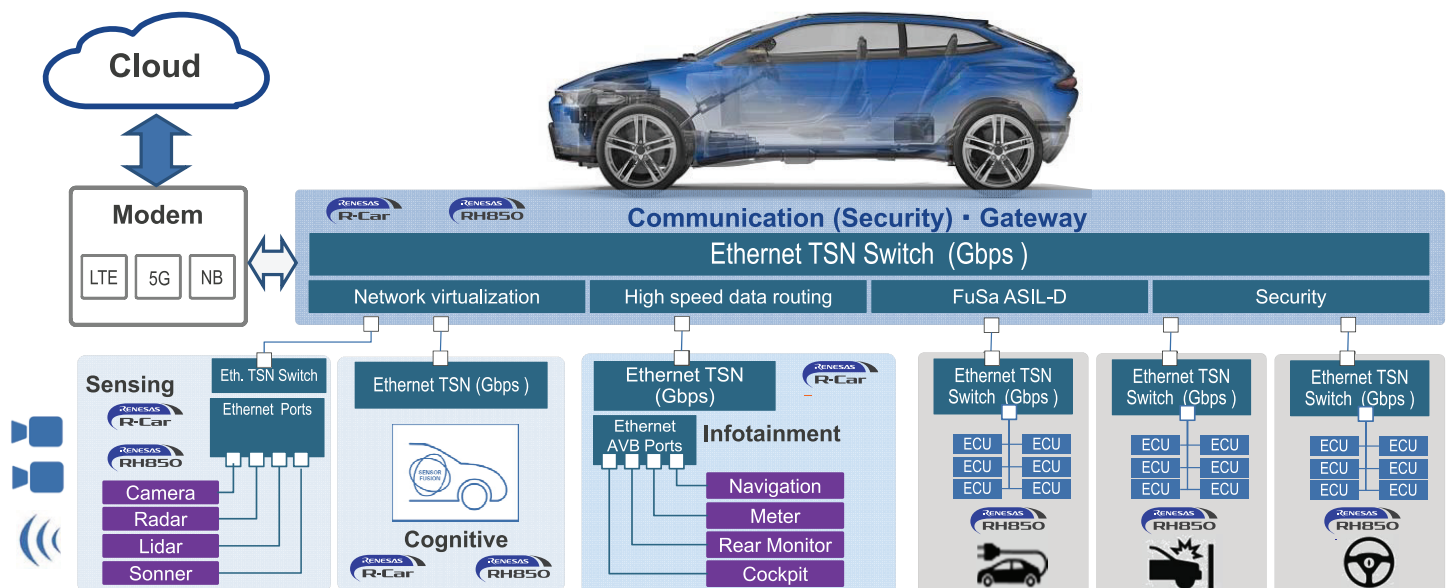 Cloud
Modem
LTE
5G
NB
RENESAS
R-Car
RENESAS
RH850
Communication (Security)・Gateway
Ethernet TSN Switch (Gbps )
Network virtualization
High speed data routing
FuSa ASIL-D
Security
Sensing
Eth. TSN Switch
Ethernet Ports
RENESAS
R-Car
RENESAS
RH850
Camera
Radar
Lidar
Sonner
Ethernet TSN (Gbps )
SENSOR
FUSION
Cognitive
RENESAS
R-Car
RENESAS
RH850
Ethernet TSN
(Gbps)
RENESAS
R-Car
Ethernet
AVB Ports
Infotainment
Navigation
Meter
Rear Monitor
Cockpit
Ethernet TSN
Switch (Gbps )
ECU ECU
ECU ECU
ECU ECU
RENESAS
RH850
Ethernet TSN
Switch (Gbps )
ECU ECU
ECU ECU
ECU ECU
RENESAS
RH850
Ethernet TSN
Switch (Gbps )
ECU ECU
ECU ECU
ECU ECU
RENESAS
RH850